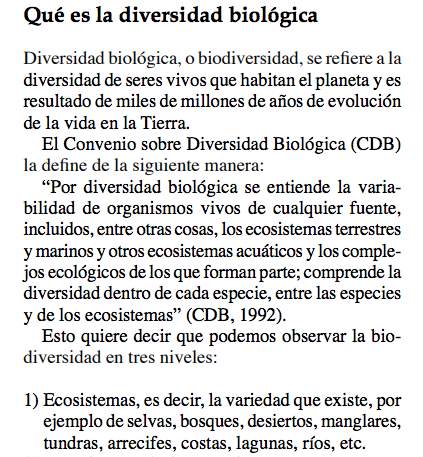 Qué es la diversidad biológica
Diversidad biológica, o biodiversidad, se refiere a la
diversidad de seres vivos que habitan el planeta y es
resultado de miles de millones de años de evolución
de la vida en la Tierra.
El Convenio sobre Diversidad Biológica (CDB)
la define de la siguiente manera:
“Por diversidad biológica se entiende la varia-
bilidad de organismos vivos de cualquier fuente,
incluidos, entre otras cosas, los ecosistemas terrestres
y marinos y otros ecosistemas acuáticos y los comple-
jos ecológicos de los que forman parte; comprende la
diversidad dentro de cada especie, entre las especies
y de los ecosistemas” (CDB, 1992).
Esto quiere decir que podemos observar la bio-
diversidad en tres niveles:
1) Ecosistemas, es decir, la variedad que existe, por
ejemplo de selvas, bosques, desiertos, manglares,
tundras, arrecifes, costas, lagunas, ríos, etc.